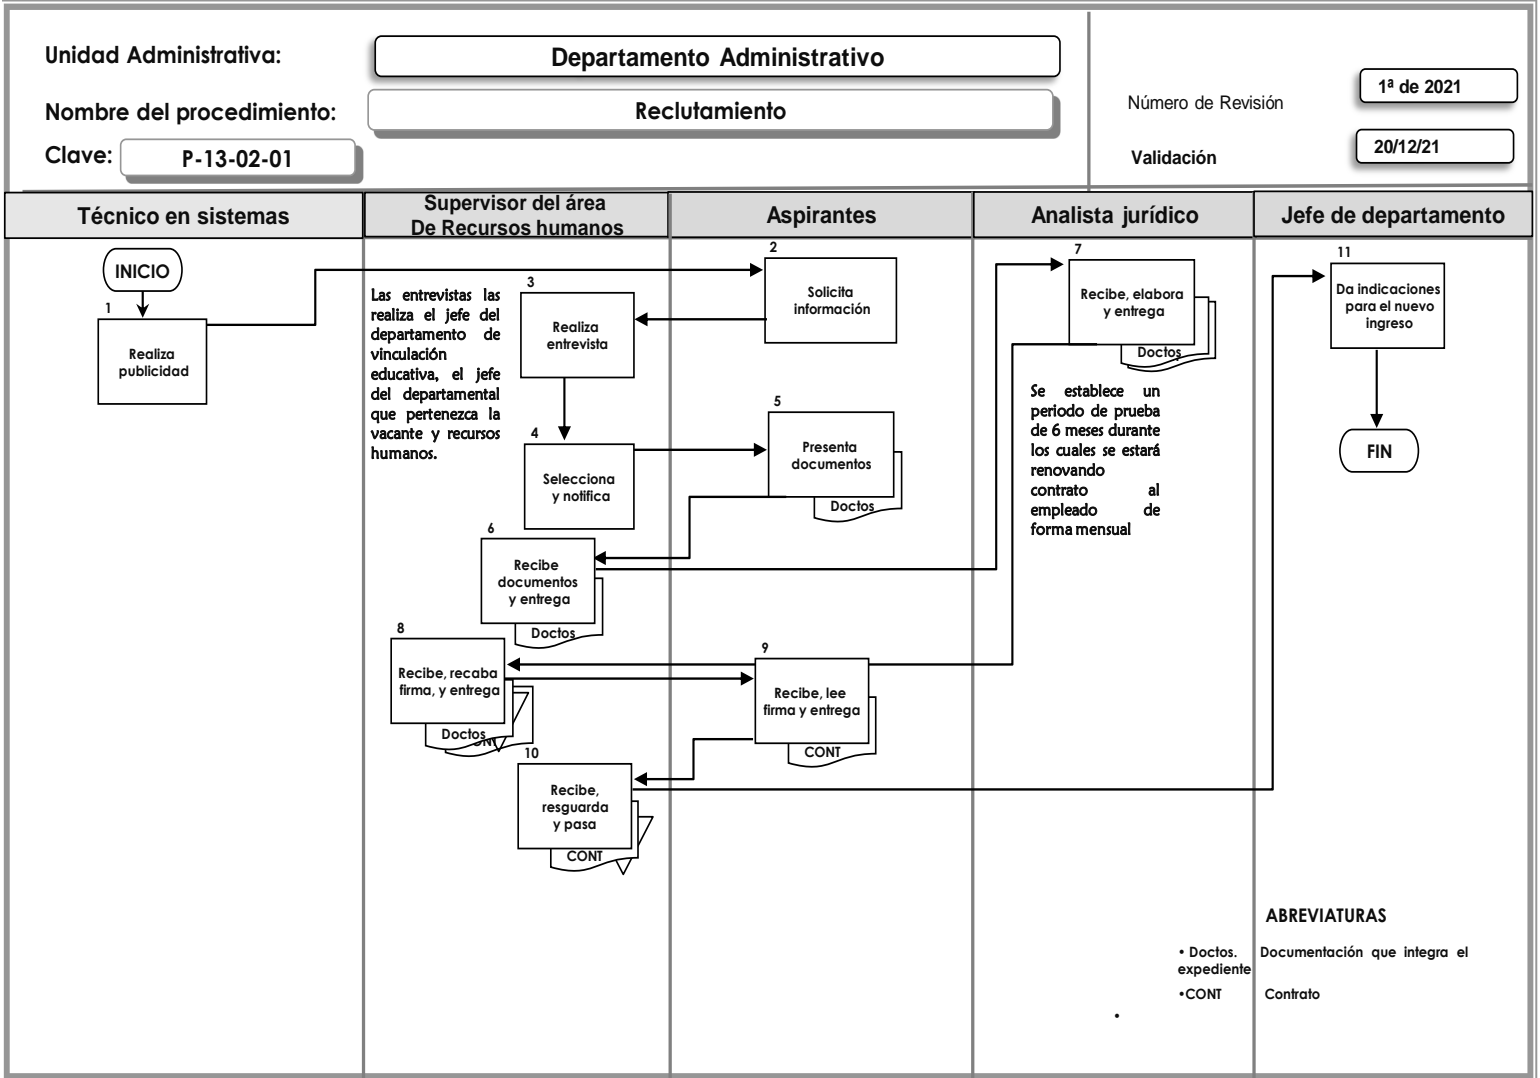 Unidad Administrativa:
Departamento Administrativo
Nombre del procedimiento:
Reclutamiento
Clave:
P-13-02-01
Número de Revisión
1ª de 2021
Validación
20/12/21
Técnico en sistemas
Supervisor del área
De Recursos humanos
Aspirantes
Analista jurídico
Jefe de departamento
INICIO
1
Realiza
publicidad
2
Solicita
información
Las entrevistas las
realiza el jefe del
departamento de
vinculación
educativa, el jefe
del departamental
que pertenezca la
vacante y recursos
humanos.
3
Realiza
entrevista
4
Selecciona
y notifica
5
Presenta
documentos
Doctos
6
Recibe
documentos
y entrega
Doctos
7
Recibe, elabora
y entrega
Doctos
Se establece un
periodo de prueba
de 6 meses durante
los cuales se estará
renovando
contrato al
empleado de
forma mensual
8
Recibe, recaba
firma, y entrega
Doctos
9
Recibe, lee
firma y entrega
CONT
10
Recibe,
resguarda
y pasa
CONT
11
Da indicaciones
para el nuevo
ingreso
FIN
ABREVIATURAS
• Doctos. Documentación que integra el
expediente
•CONT Contrato
•